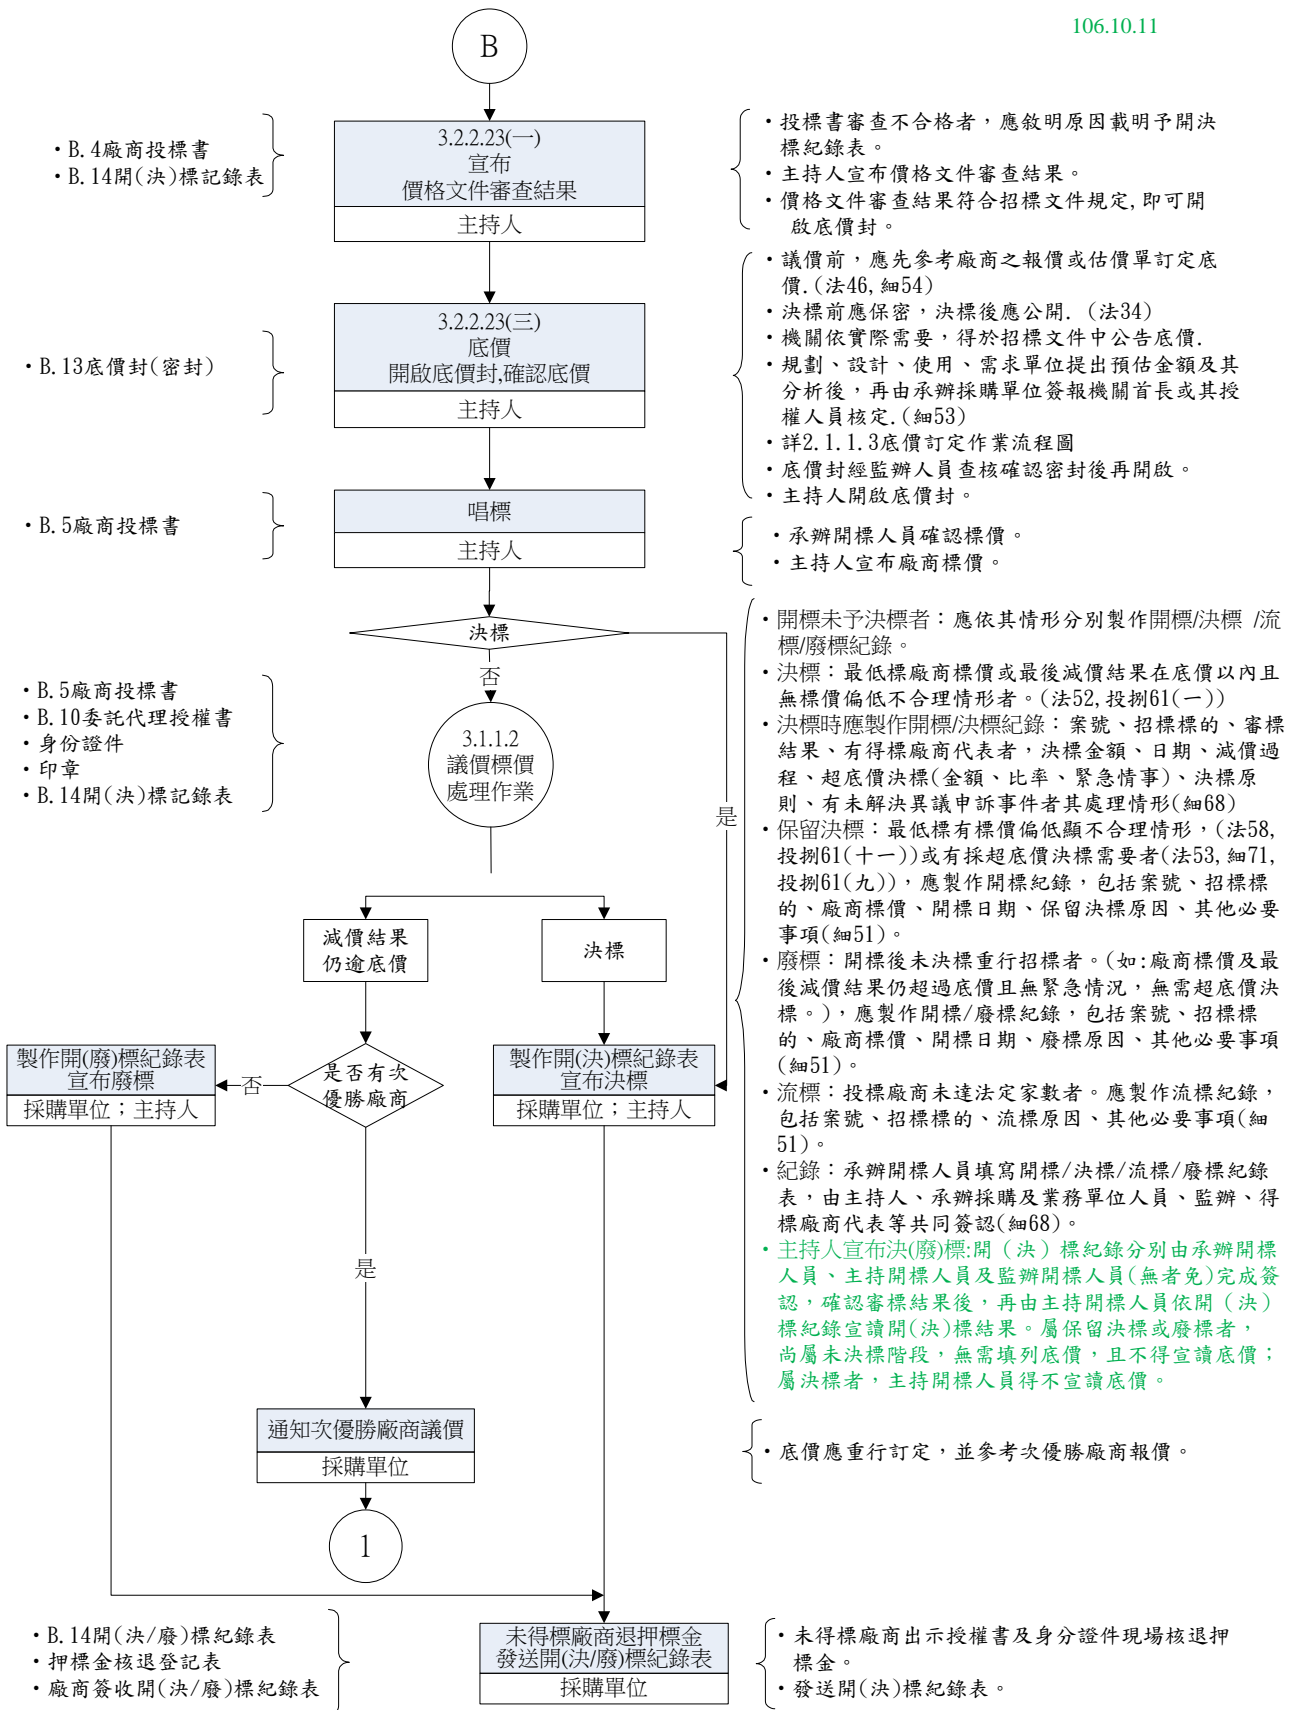 106.10.11
B
・B.4廠商投標書
・B.14開(決)標記錄表
3.2.2.23(一)
宣布
價格文件審查結果
主持人
・投標書審查不合格者，應敘明原因載明予開決
標紀錄表。
・主持人宣布價格文件審查結果。
・價格文件審查結果符合招標文件規定,即可開
啟底價封。
・B.13底價封(密封)
3.2.2.23(三)
底價
開啟底價封,確認底價
主持人
・議價前，應先參考廠商之報價或估價單訂定底
價.(法46,細54)
・決標前應保密，決標後應公開. (法34)
・機關依實際需要，得於招標文件中公告底價.
・規劃、設計、使用、需求單位提出預估金額及其
分析後，再由承辦採購單位簽報機關首長或其授
權人員核定.(細53)
・詳2.1.1.3底價訂定作業流程圖
・底價封經監辦人員查核確認密封後再開啟。
・主持人開啟底價封。
・B.5廠商投標書
唱標
主持人
・承辦開標人員確認標價。
・主持人宣布廠商標價。
決標
否
是
・B.5廠商投標書
・B.10委託代理授權書
・身份證件
・印章
・B.14開(決)標記錄表
3.1.1.2
議價標價
處理作業
減價結果
仍逾底價
決標
製作開(廢)標紀錄表
宣布廢標
採購單位；主持人
否
是否有次
優勝廠商
製作開(決)標紀錄表
宣布決標
採購單位；主持人
是
・開標未予決標者：應依其情形分別製作開標/決標 /流
標/廢標紀錄。
・決標：最低標廠商標價或最後減價結果在底價以內且
無標價偏低不合理情形者。(法52,投捌61(一))
・決標時應製作開標/決標紀錄：案號、招標標的、審標
結果、有得標廠商代表者，決標金額、日期、減價過
程、超底價決標(金額、比率、緊急情事)、決標原
則、有未解決異議申訴事件者其處理情形(細68)
・保留決標：最低標有標價偏低顯不合理情形，(法58,
投捌61(十一))或有採超底價決標需要者(法53,細71,
投捌61(九))，應製作開標紀錄，包括案號、招標標
的、廠商標價、開標日期、保留決標原因、其他必要
事項(細51)。
・廢標：開標後未決標重行招標者。(如:廠商標價及最
後減價結果仍超過底價且無緊急情況，無需超底價決
標。)，應製作開標/廢標紀錄，包括案號、招標標
的、廠商標價、開標日期、廢標原因、其他必要事項
(細51)。
・流標：投標廠商未達法定家數者。應製作流標紀錄，
包括案號、招標標的、流標原因、其他必要事項(細
51)。
・紀錄：承辦開標人員填寫開標/決標/流標/廢標紀錄
表，由主持人、承辦採購及業務單位人員、監辦、得
標廠商代表等共同簽認(細68)。
・主持人宣布決(廢)標:開（決）標紀錄分別由承辦開標
人員、主持開標人員及監辦開標人員(無者免)完成簽
認，確認審標結果後，再由主持開標人員依開（決）
標紀錄宣讀開(決)標結果。屬保留決標或廢標者，
尚屬未決標階段，無需填列底價，且不得宣讀底價；
屬決標者，主持開標人員得不宣讀底價。
通知次優勝廠商議價
採購單位
・底價應重行訂定，並參考次優勝廠商報價。
1
・B.14開(決/廢)標紀錄表
・押標金核退登記表
・廠商簽收開(決/廢)標紀錄表
未得標廠商退押標金
發送開(決/廢)標紀錄表
採購單位
・未得標廠商出示授權書及身分證件現場核退押
標金。
・發送開(決)標紀錄表。